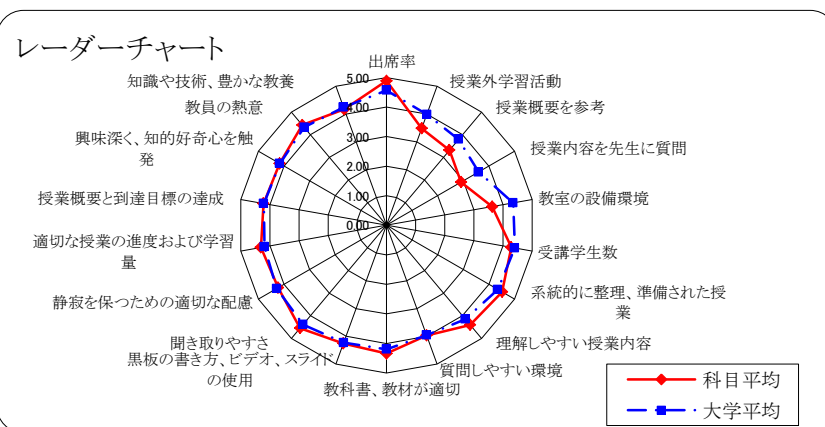 レーダーチャート
出席率
授業外学習活動
授業概要を参考
授業内容を先生に質問
教室の設備環境
受講学生数
系統的に整理、準備された授
業
理解しやすい授業内容
質問しやすい環境
教科書、教材が適切
黒板の書き方、ビデオ、スライド
の使用
聞き取りやすさ
静寂を保つための適切な配慮
適切な授業の進度および学習
量
授業概要と到達目標の達成
興味深く、知的好奇心を触
発
教員の熱意
知識や技術、豊かな教養
5.00
4.00
3.00
2.00
1.00
0.00
科目平均
大学平均